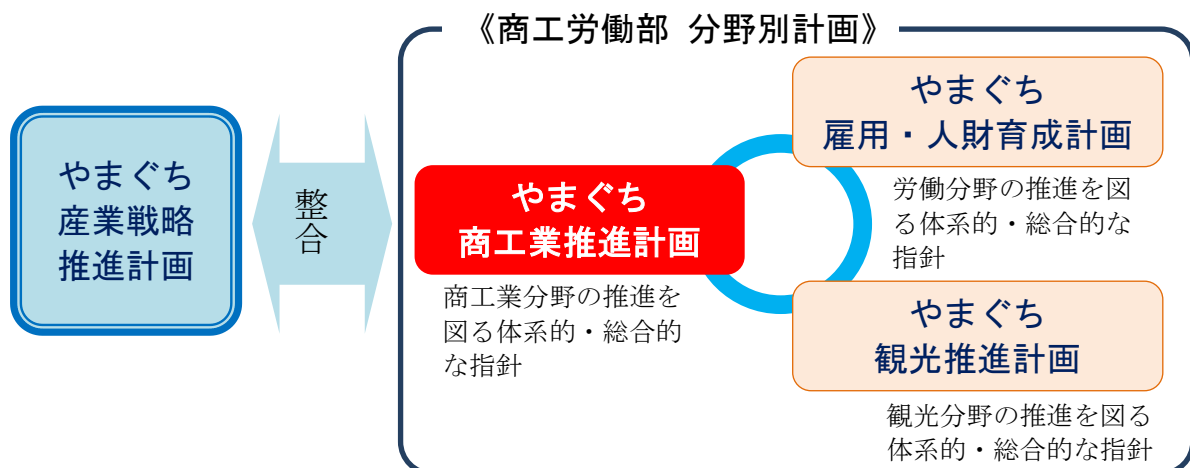 《商工労働部 分野別計画》
やまぐち
産業戦略
推進計画
整合
やまぐち
商工業推進計画
商工業分野の推進を
図る体系的・総合的
な指針
やまぐち
雇用・人財育成計画
労働分野の推進を図
る体系的・総合的な
指針
やまぐち
観光推進計画
観光分野の推進を図る
体系的・総合的な指針